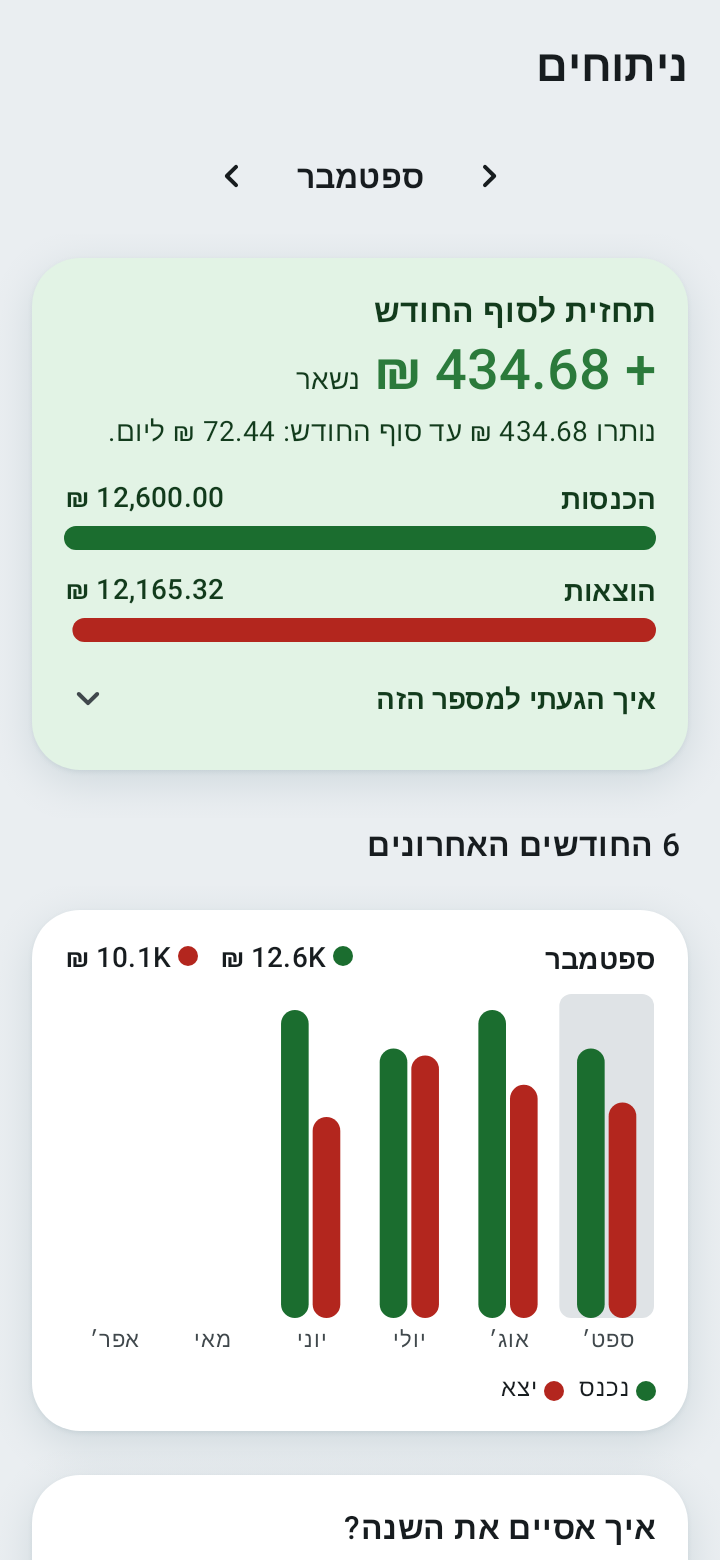 ניתוחים
ספטמבר
תחזית לסוף החודש
+ 434.68 ₪ נשאר
נותרו 434.68 ₪ עד סוף החודש: 72.44 ₪ ליום.
הכנסות 12,600.00 ₪
הוצאות 12,165.32 ₪
איך הגעתי למספר הזה
6 החודשים האחרונים
ספטמבר 12.6K ₪ 10.1K ₪
ספט׳ אוג׳ יולי יוני מאי אפר׳
נכנס יצא
איך אסיים את השנה?